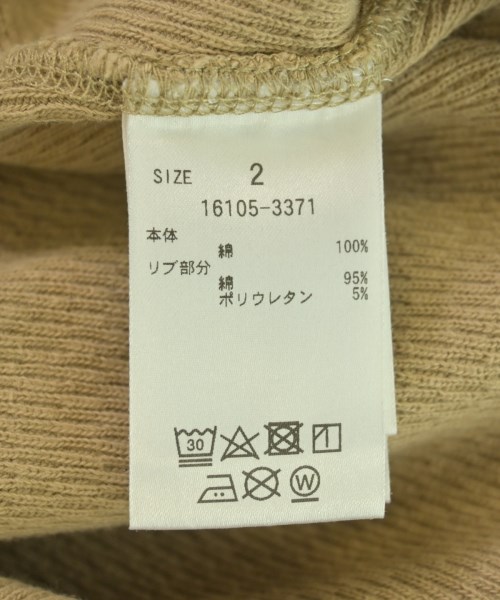 SIZE 2
16105-3371
本体
綿 100%
リブ部分
綿 95%
ポリウレタン 5%
30
W